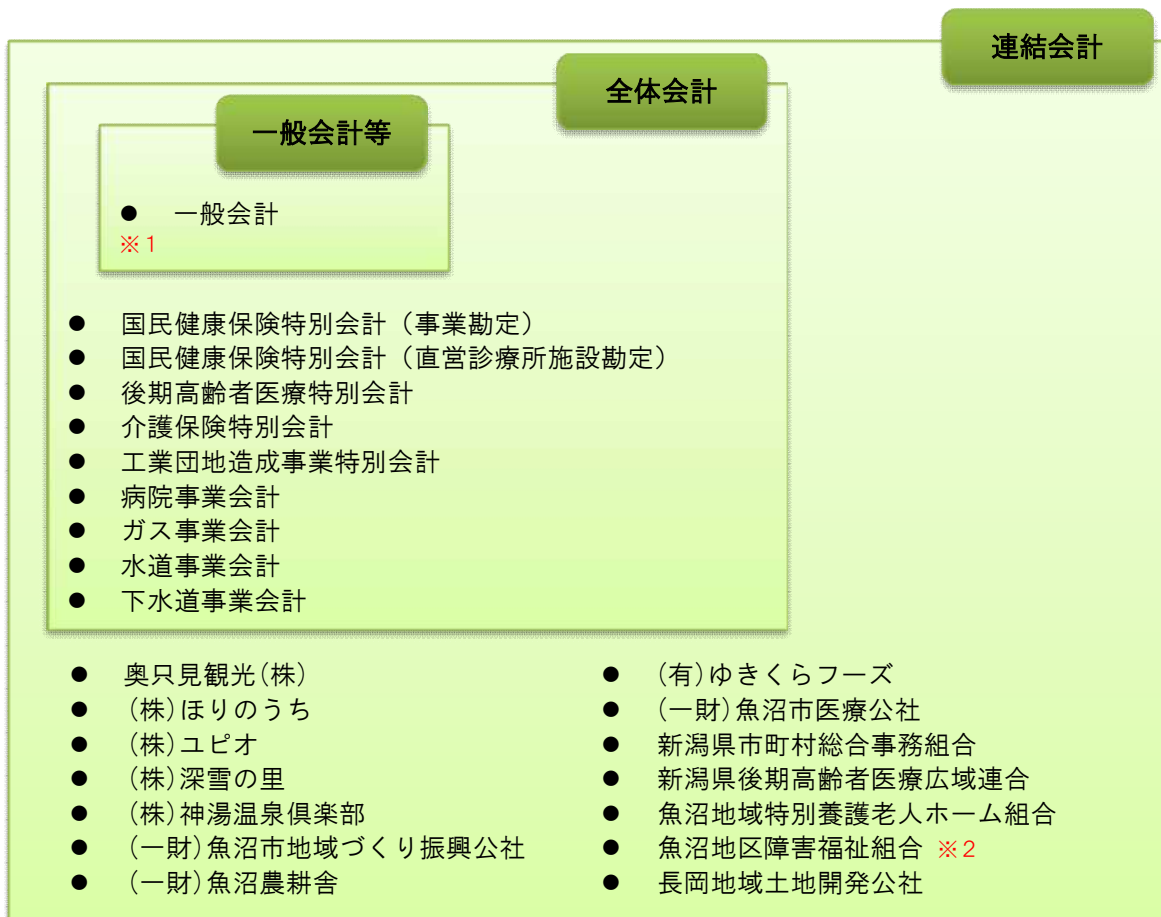 連結会計
全体会計
一般会計等
● 一般会計
※1
● 国民健康保険特別会計（事業勘定）
● 国民健康保険特別会計（直営診療所施設勘定）
● 後期高齢者医療特別会計
● 介護保険特別会計
● 工業団地造成事業特別会計
● 病院事業会計
● ガス事業会計
● 水道事業会計
● 下水道事業会計
● 奥只見観光(株)
● (株)ほりのうち
● (株)ユピオ
● (株)深雪の里
● (株)神湯温泉倶楽部
● (一財)魚沼市地域づくり振興公社
● (一財)魚沼農耕舎
● (有)ゆきくらフーズ
● (一財)魚沼市医療公社
● 新潟県市町村総合事務組合
● 新潟県後期高齢者医療広域連合
● 魚沼地域特別養護老人ホーム組合
● 魚沼地区障害福祉組合 ※2
● 長岡地域土地開発公社